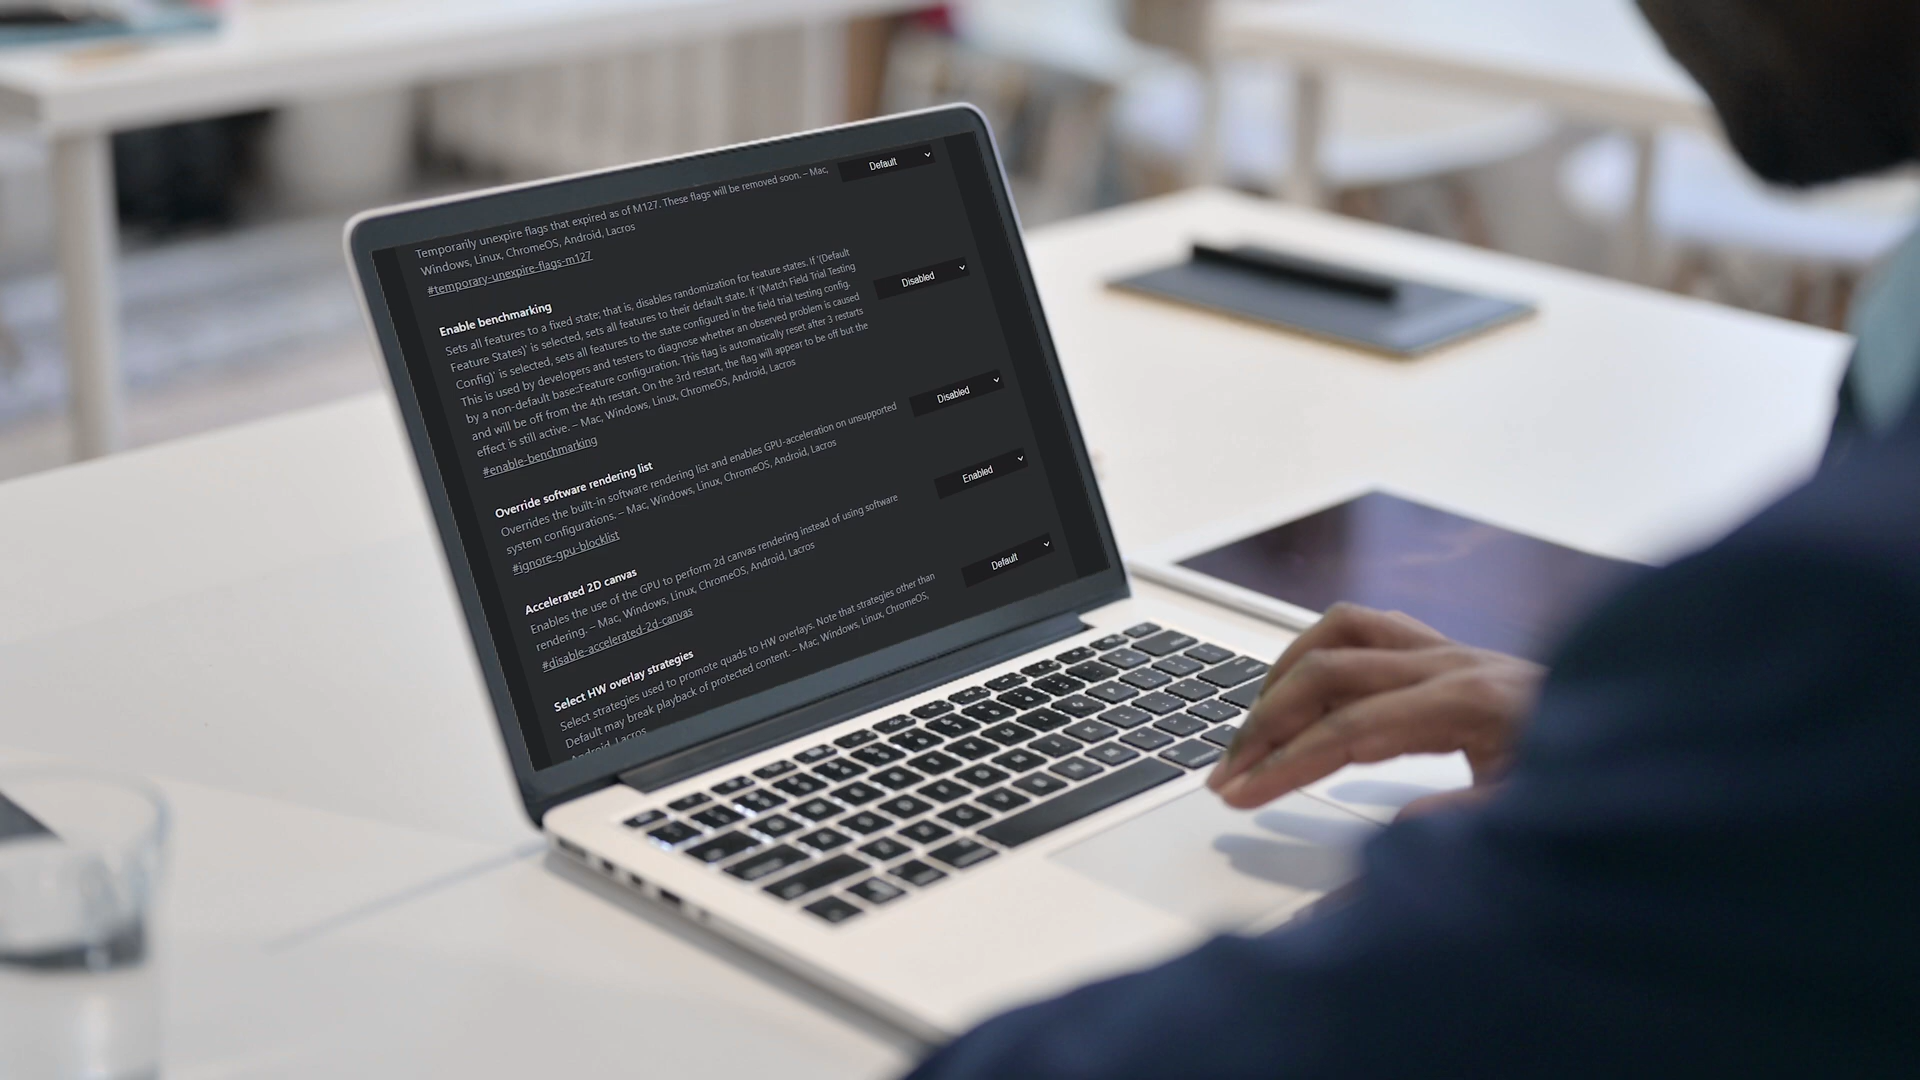 Temporarily unexpire flags that expired as of M127. These flags will be removed soon. – Mac,
Windows, Linux, ChromeOS, Android, Lacros
#temporary-unexpire-flags-m127
Default
Enable benchmarking
Sets all features to a fixed state; that is, disables randomization for feature states. If '(Default
Feature States)' is selected, sets all features to their default state. If '(Match Field Trial Testing
Config)' is selected, sets all features to the state configured in the field trial testing config.
This is used by developers and testers to diagnose whether an observed problem is caused
by a non-default base::Feature configuration. This flag is automatically reset after 3 restarts
and will be off from the 4th restart. On the 3rd restart, the flag will appear to be off but the
effect is still active. – Mac, Windows, Linux, ChromeOS, Android, Lacros
#enable-benchmarking
Disabled
Override software rendering list
Overrides the built-in software rendering list and enables GPU-acceleration on unsupported
system configurations. – Mac, Windows, Linux, ChromeOS, Android, Lacros
#ignore-gpu-blocklist
Disabled
Accelerated 2D canvas
Enables the use of the GPU to perform 2d canvas rendering instead of using software
rendering. – Mac, Windows, Linux, ChromeOS, Android, Lacros
#disable-accelerated-2d-canvas
Enabled
Select HW overlay strategies
Select strategies used to promote quads to HW overlays. Note that strategies other than
Default may break playback of protected content. – Mac, Windows, Linux, ChromeOS,
Android, Lacros
Default